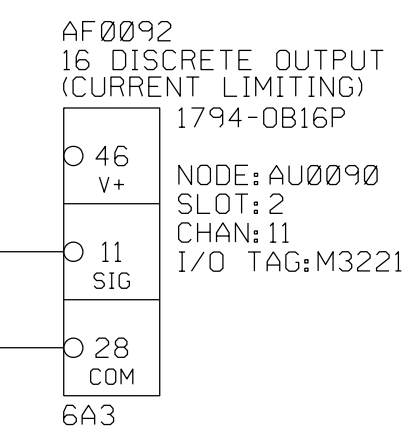 AF0092
16 DISCRETE OUTPUT
(CURRENT LIMITING)
1794-OB16P
46
V+
NODE:AU0090
SLOT:2
CHAN:11
I/O TAG:M3221
11
SIG
28
COM
6A3